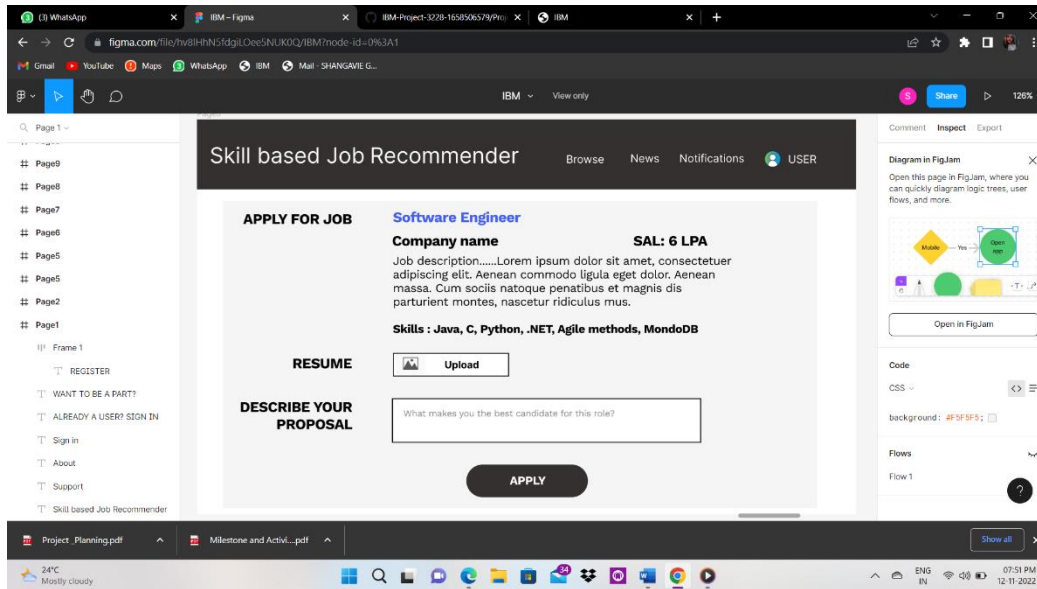 (3) WhatsApp
IBM – Figma
IBM-Project-3228-1658506579/Proj
IBM
figma.com/file/hv8lHhN5fdgiLOee5NUK0Q/IBM?node-id=0%3A1
Gmail
YouTube
Maps
WhatsApp
IBM
Mail - SHANGAVIE G...
IBM
View only
S
Share
126%
Page 1
Page9
Page8
Page7
Page6
Page5
Page5
Page2
Page1
Frame 1
REGISTER
WANT TO BE A PART?
ALREADY A USER? SIGN IN
Sign in
About
Support
Skill based Job Recommender
Skill based Job Recommender
Browse
News
Notifications
USER
APPLY FOR JOB
Software Engineer
Company name
SAL: 6 LPA
Job description......Lorem ipsum dolor sit amet, consectetuer
adipiscing elit. Aenean commodo ligula eget dolor. Aenean
massa. Cum sociis natoque penatibus et magnis dis
parturient montes, nascetur ridiculus mus.
Skills : Java, C, Python, .NET, Agile methods, MondoDB
RESUME
Upload
DESCRIBE YOUR
PROPOSAL
What makes you the best candidate for this role?
APPLY
Comment
Inspect
Export
Diagram in FigJam
Open this page in FigJam, where you
can quickly diagram logic trees, user
flows, and more.
Mobile
Yes
Open
app
Open in FigJam
Code
CSS
background: #F5F5F5;
Flows
Flow 1
?
Project _Planning.pdf
Milestone and Activi....pdf
Show all
24°C
Mostly cloudy
34
ENG
IN
07:51 PM
12-11-2022